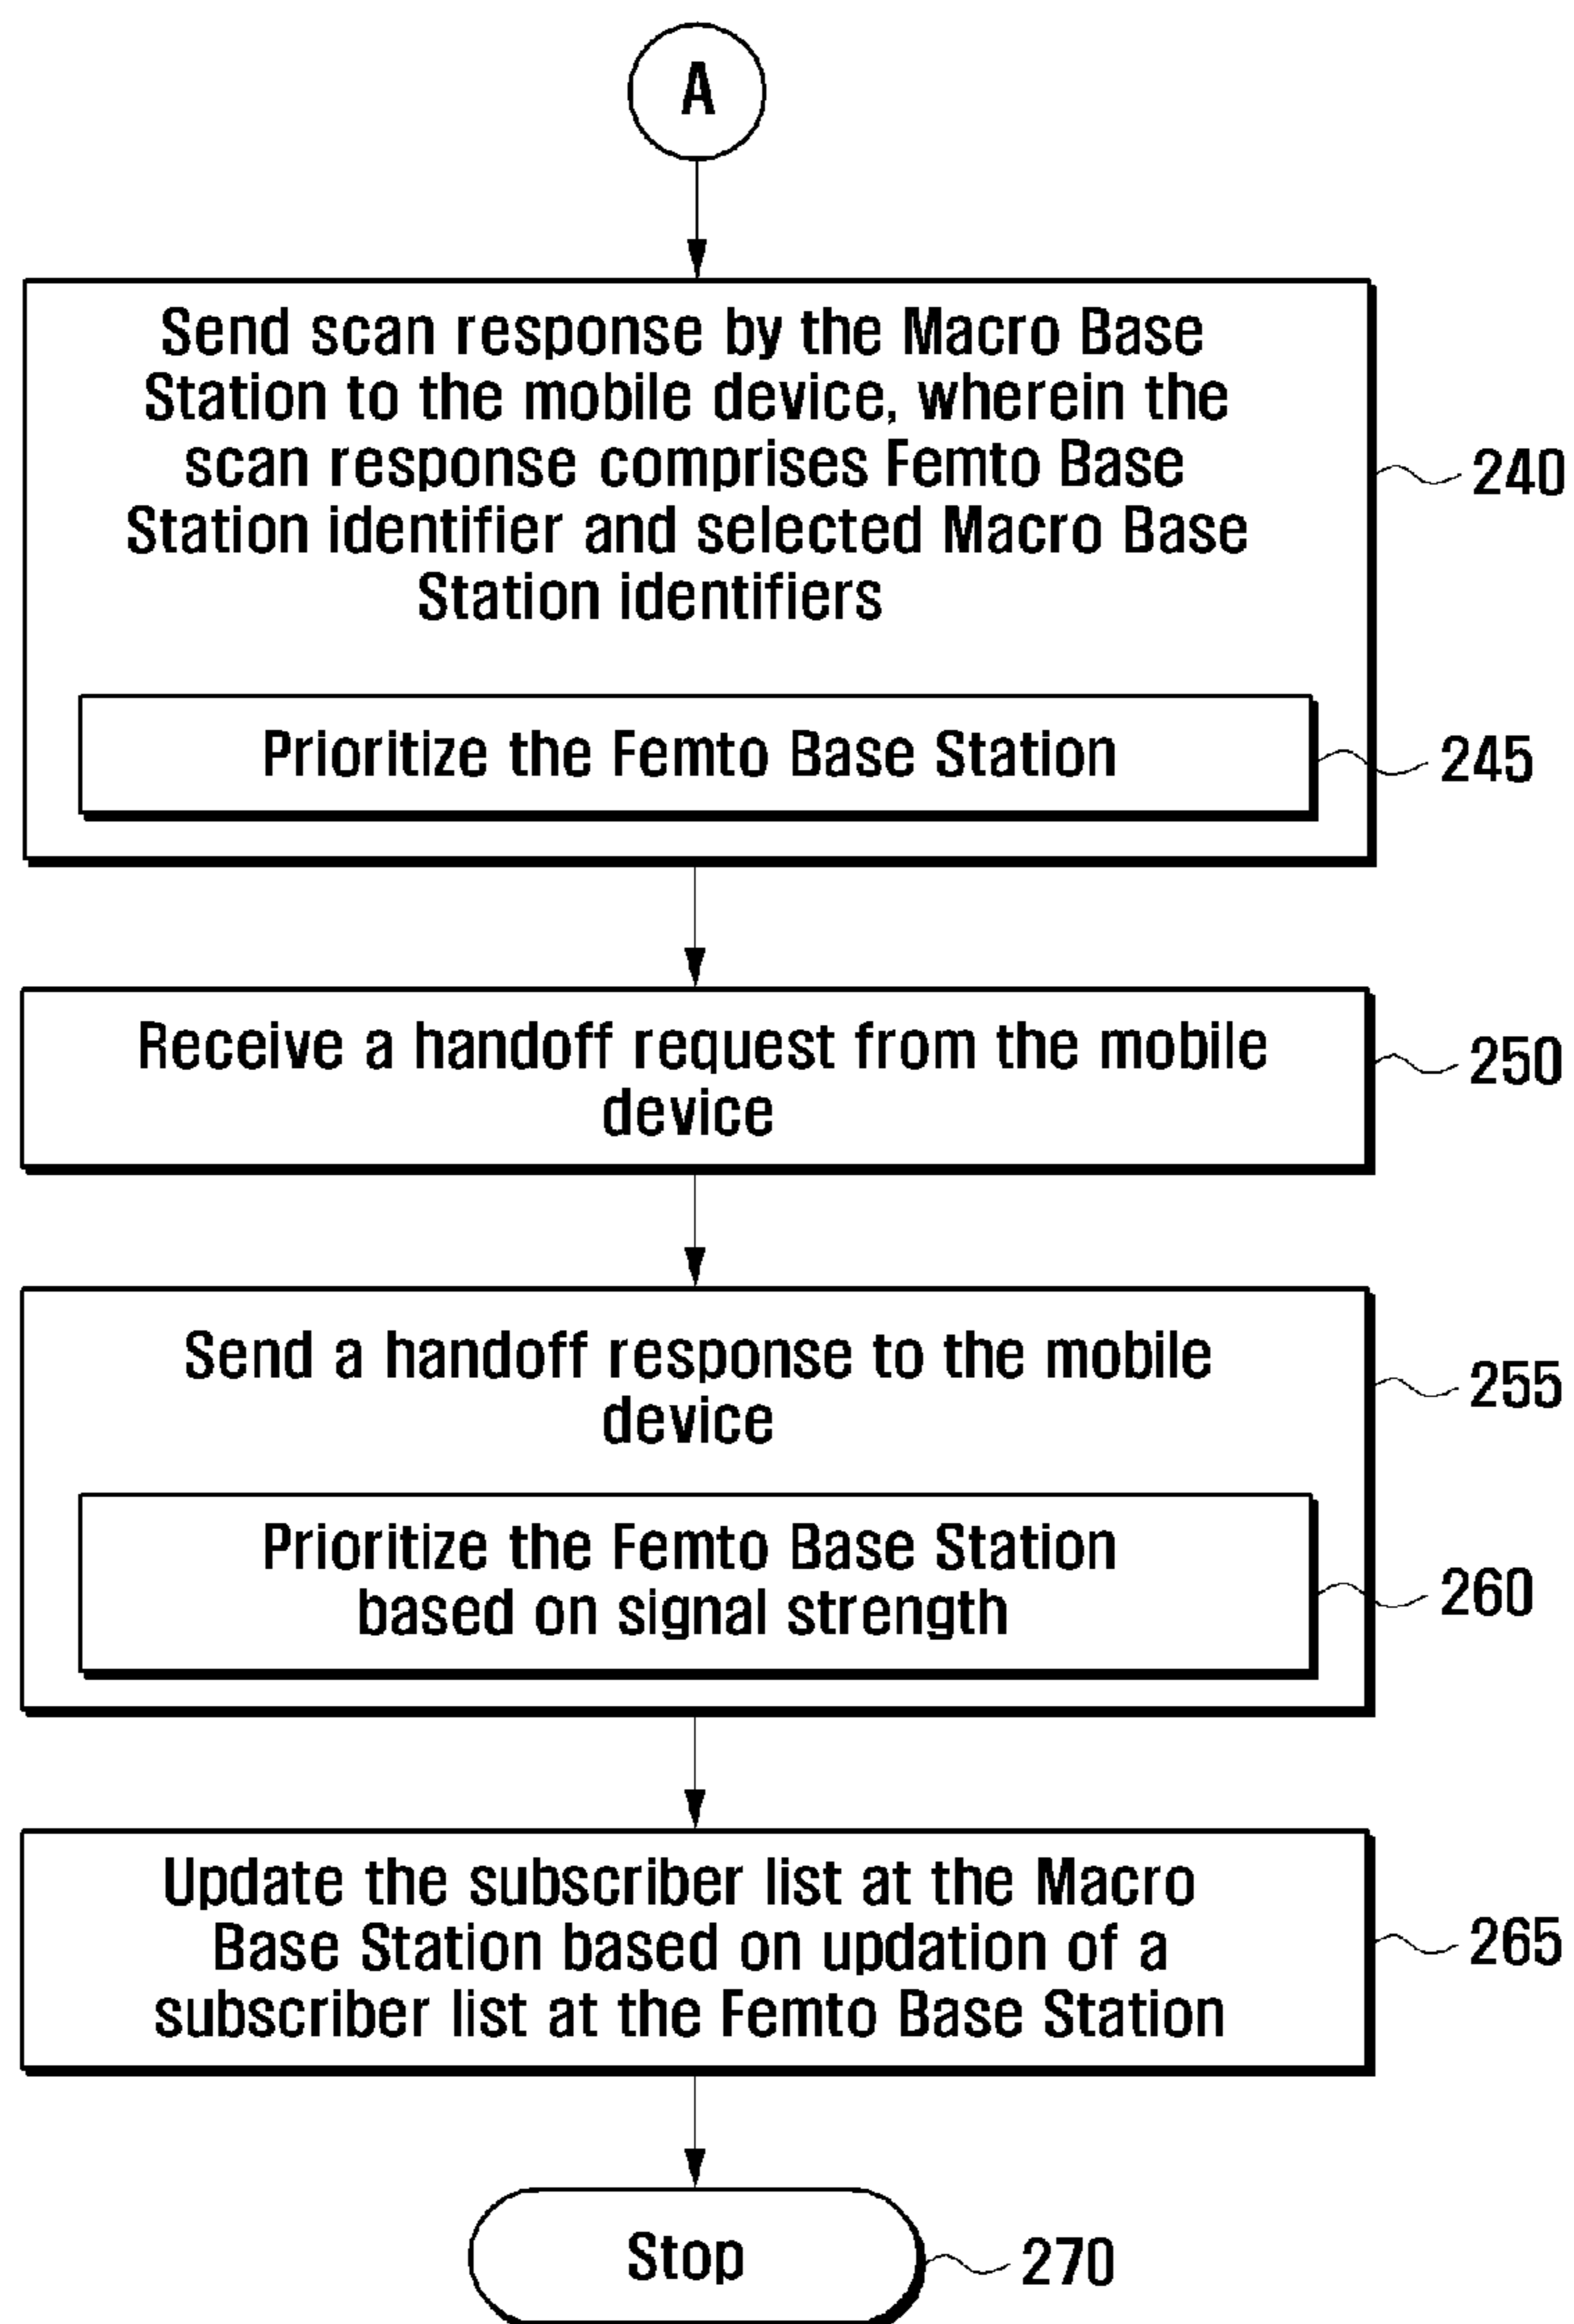 A
Send scan response by the Macro Base
Station to the mobile device, wherein the
scan response comprises Femto Base
Station identifier and selected Macro Base
Station identifiers
240
Prioritize the Femto Base Station
245
Receive a handoff request from the mobile
device
250
Send a handoff response to the mobile
device
255
Prioritize the Femto Base Station
based on signal strength
260
Update the subscriber list at the Macro
Base Station based on updation of a
subscriber list at the Femto Base Station
265
Stop
270